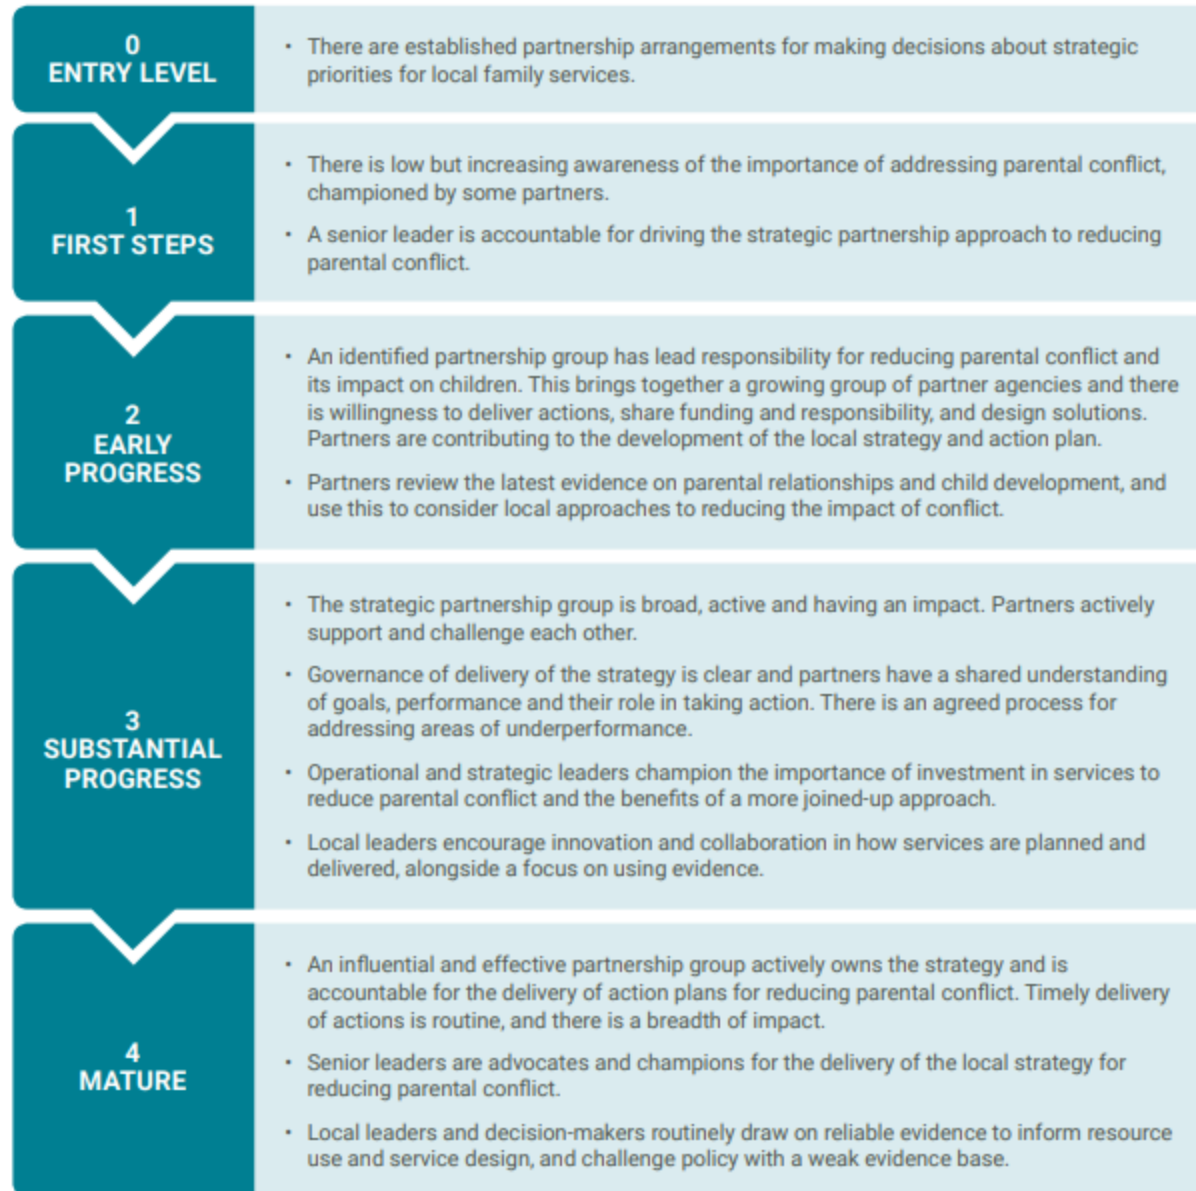 0
ENTRY LEVEL
• There are established partnership arrangements for making decisions about strategic
priorities for local family services.
1
FIRST STEPS
• There is low but increasing awareness of the importance of addressing parental conflict,
championed by some partners.
• A senior leader is accountable for driving the strategic partnership approach to reducing
parental conflict.
2
EARLY
PROGRESS
• An identified partnership group has lead responsibility for reducing parental conflict and
its impact on children. This brings together a growing group of partner agencies and there
is willingness to deliver actions, share funding and responsibility, and design solutions.
Partners are contributing to the development of the local strategy and action plan.
• Partners review the latest evidence on parental relationships and child development, and
use this to consider local approaches to reducing the impact of conflict.
3
SUBSTANTIAL
PROGRESS
• The strategic partnership group is broad, active and having an impact. Partners actively
support and challenge each other.
• Governance of delivery of the strategy is clear and partners have a shared understanding
of goals, performance and their role in taking action. There is an agreed process for
addressing areas of underperformance.
• Operational and strategic leaders champion the importance of investment in services to
reduce parental conflict and the benefits of a more joined-up approach.
• Local leaders encourage innovation and collaboration in how services are planned and
delivered, alongside a focus on using evidence.
4
MATURE
• An influential and effective partnership group actively owns the strategy and is
accountable for the delivery of action plans for reducing parental conflict. Timely delivery
of actions is routine, and there is a breadth of impact.
• Senior leaders are advocates and champions for the delivery of the local strategy for
reducing parental conflict.
• Local leaders and decision-makers routinely draw on reliable evidence to inform resource
use and service design, and challenge policy with a weak evidence base.